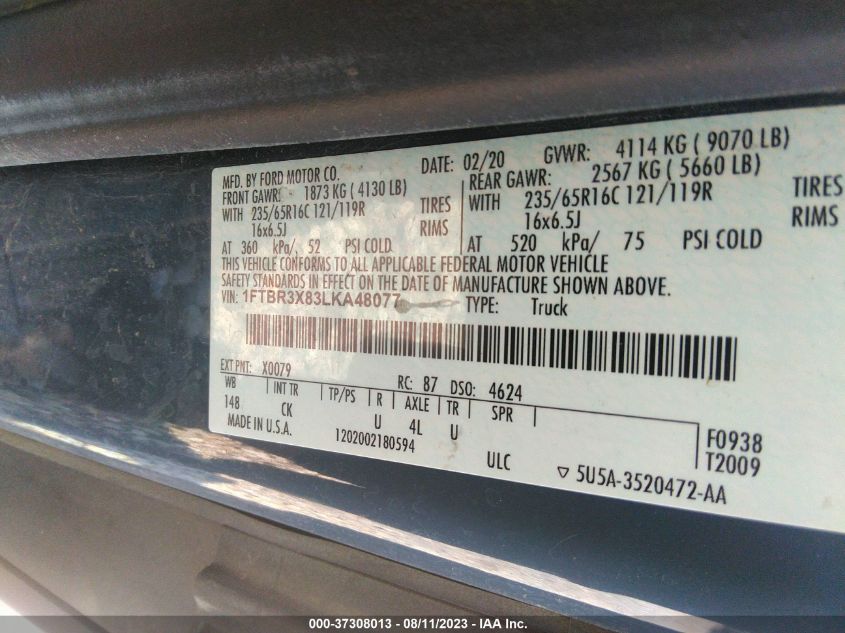 MFD. BY FORD MOTOR CO. DATE: 02/20 GVWR: 4114 KG ( 9070 LB)
FRONT GAWR: 1873 KG ( 4130 LB) REAR GAWR: 2567 KG ( 5660 LB)
WITH 235/65R16C 121/119R TIRES WITH 235/65R16C 121/119R TIRES
16x6.5J RIMS 16x6.5J RIMS
AT 360 kPa/ 52 PSI COLD AT 520 kPa/ 75 PSI COLD
THIS VEHICLE CONFORMS TO ALL APPLICABLE FEDERAL MOTOR VEHICLE
SAFETY STANDARDS IN EFFECT ON THE DATE OF MANUFACTURE SHOWN ABOVE.
VIN: 1FTBR3X83LKA48077 TYPE: Truck
EXT PNT: X0079 RC: 87 DSO: 4624
WB INT TR TP/PS R AXLE TR SPR
148 CK U 4L U F0938
MADE IN U.S.A. 1202002180594 T2009
ULC ▽ 5U5A-3520472-AA
000-37308013 - 08/11/2023 - IAA Inc.